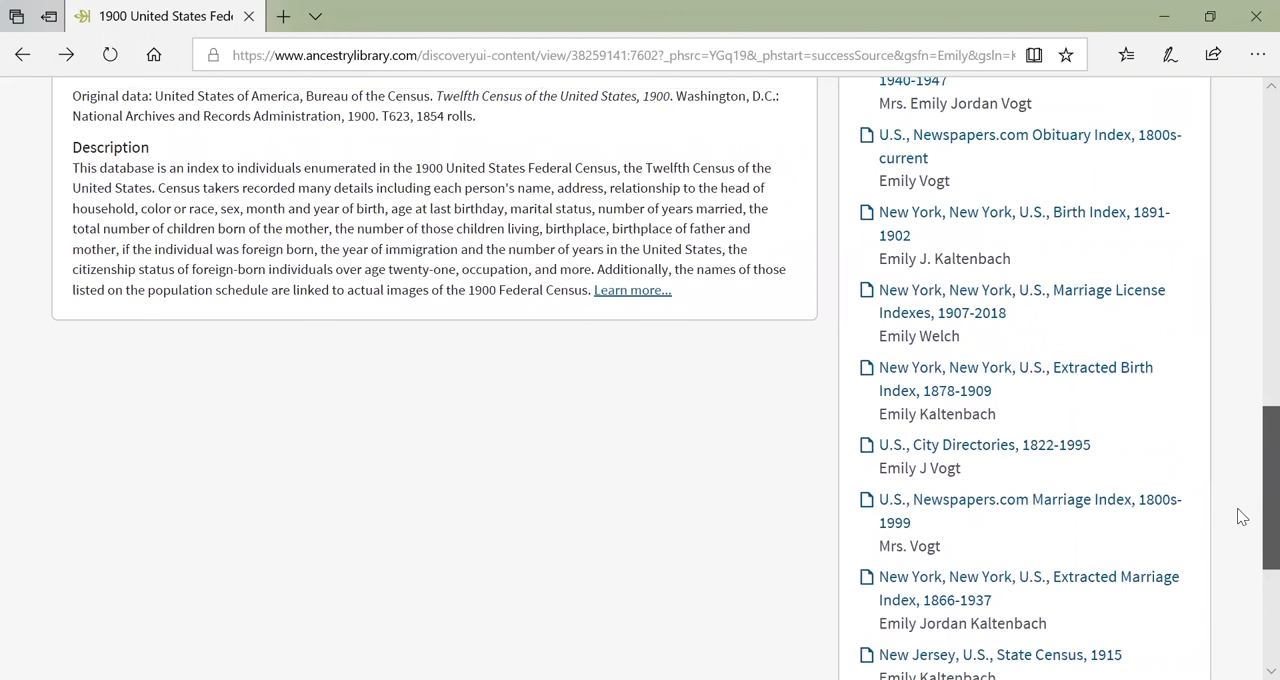 1900 United States Fede
https://www.ancestrylibrary.com/discoveryui-content/view/38259141:7602?_phsrc=YGq19&_phstart=successSource&gsfn=Emily&gsln=K
Original data: United States of America, Bureau of the Census. Twelfth Census of the United States, 1900. Washington, D.C.:
National Archives and Records Administration, 1900. T623, 1854 rolls.
Description
This database is an index to individuals enumerated in the 1900 United States Federal Census, the Twelfth Census of the
United States. Census takers recorded many details including each person's name, address, relationship to the head of
household, color or race, sex, month and year of birth, age at last birthday, marital status, number of years married, the
total number of children born of the mother, the number of those children living, birthplace, birthplace of father and
mother, if the individual was foreign born, the year of immigration and the number of years in the United States, the
citizenship status of foreign-born individuals over age twenty-one, occupation, and more. Additionally, the names of those
listed on the population schedule are linked to actual images of the 1900 Federal Census. Learn more...
1940-1947
Mrs. Emily Jordan Vogt
U.S., Newspapers.com Obituary Index, 1800s-
current
Emily Vogt
New York, New York, U.S., Birth Index, 1891-
1902
Emily J. Kaltenbach
New York, New York, U.S., Marriage License
Indexes, 1907-2018
Emily Welch
New York, New York, U.S., Extracted Birth
Index, 1878-1909
Emily Kaltenbach
U.S., City Directories, 1822-1995
Emily J Vogt
U.S., Newspapers.com Marriage Index, 1800s-
1999
Mrs. Vogt
New York, New York, U.S., Extracted Marriage
Index, 1866-1937
Emily Jordan Kaltenbach
New Jersey, U.S., State Census, 1915
Emily Kaltenbach